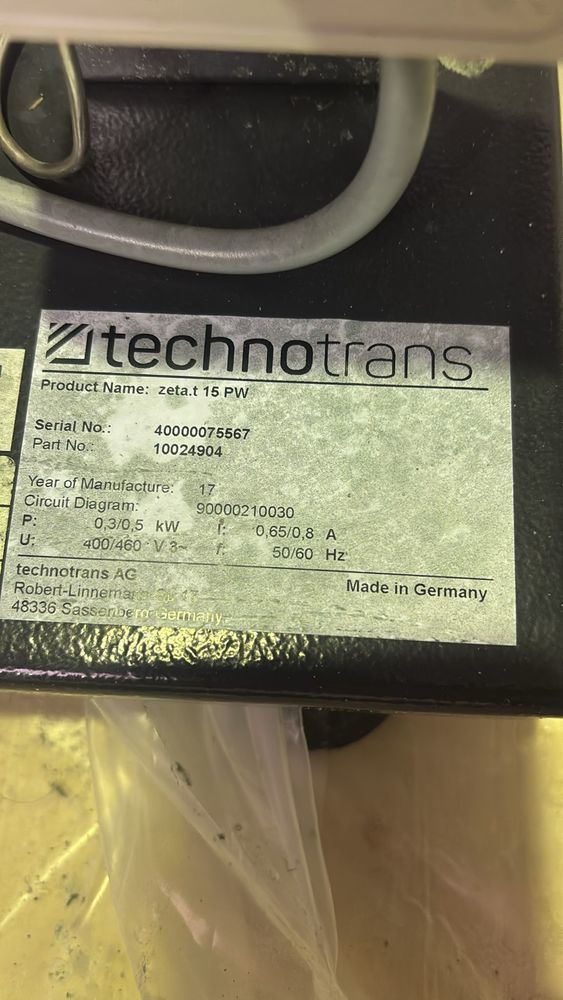 technotrans
Product Name: zeta.t 15 PW
Serial No.: 40000075567
Part No.: 10024904
Year of Manufacture: 17
Circuit Diagram: 90000210030
P: 0,3/0,5 kW I: 0,65/0,8 A
U: 400/460 V 3~ f: 50/60 Hz
technotrans AG
17
48336 Germany
Made in Germany